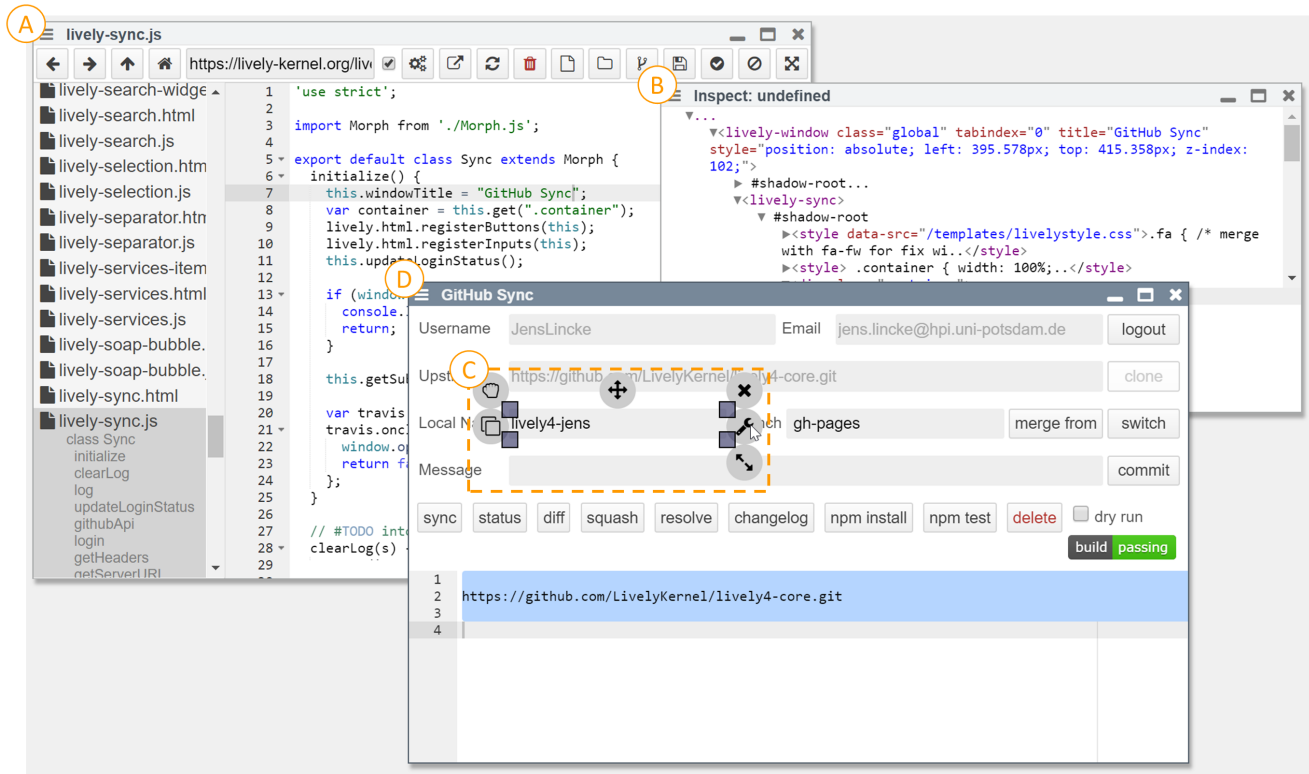 A
lively-sync.js
https://lively-kernel.org/live
lively-search-widge
lively-search.html
lively-search.js
lively-selection.htm
lively-selection.js
lively-separator.htm
lively-separator.js
lively-services-item
lively-services.html
lively-services.js
lively-soap-bubble.
lively-soap-bubble.
lively-sync.html
lively-sync.js
class Sync
initialize
clearLog
log
updateLoginStatus
githubApi
login
getHeaders
getServerURL
1 'use strict';
2
3 import Morph from './Morph.js';
4
5 export default class Sync extends Morph {
6 initialize() {
7 this.windowTitle = "GitHub Sync";
8 var container = this.get(".container");
9 lively.html.registerButtons(this);
10 lively.html.registerInputs(this);
11 this.updateLoginStatus();
12
13 if (window
14 console.
15 return;
16 }
17
18 this.getSub
19
20 var travis
21 travis.oncl
22 window.op
23 return fa
24 };
25 }
26
27 // #TODO into
28 clearLog(s)
29
B
Inspect: undefined
▼...
▼<lively-window class="global" tabindex="0" title="GitHub Sync"
style="position: absolute; left: 395.578px; top: 415.358px; z-index:
102;">
▶ #shadow-root...
▼<lively-sync>
▼ #shadow-root
▶<style data-src="/templates/livelystyle.css">.fa { /* merge
with fa-fw for fix wi..</style>
▶<style> .container { width: 100%;..</style>
D
GitHub Sync
Username JensLincke Email jens.lincke@hpi.uni-potsdam.de logout
C
Upst https://github.com/LivelyKernel/lively4-core.git clone
Local N lively4-jens nch gh-pages merge from switch
Message commit
sync status diff squash resolve changelog npm install npm test delete dry run
build passing
1
2 https://github.com/LivelyKernel/lively4-core.git
3
4